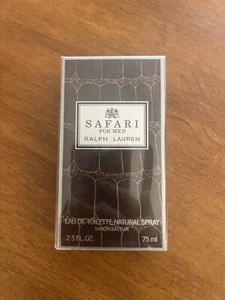 SAFARI
FOR MEN
RALPH LAUREN
EAU DE TOILETTE NATURAL SPRAY
VAPORISATEUR
2.5 FL.OZ. 75 ml